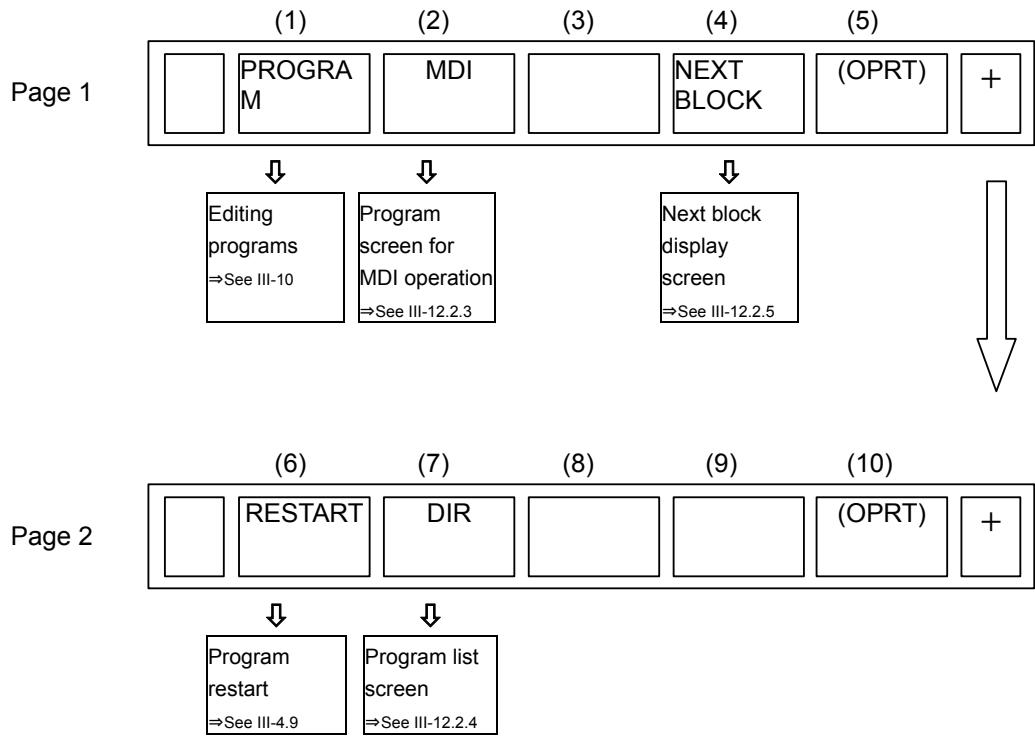 (1) (2) (3) (4) (5)
Page 1
PROGRA
M
MDI
NEXT
BLOCK
(OPRT)
+
Editing
programs
⇒See III-10
Program
screen for
MDI operation
⇒See III-12.2.3
Next block
display
screen
⇒See III-12.2.5
(6) (7) (8) (9) (10)
Page 2
RESTART
DIR
(OPRT)
+
Program
restart
⇒See III-4.9
Program list
screen
⇒See III-12.2.4